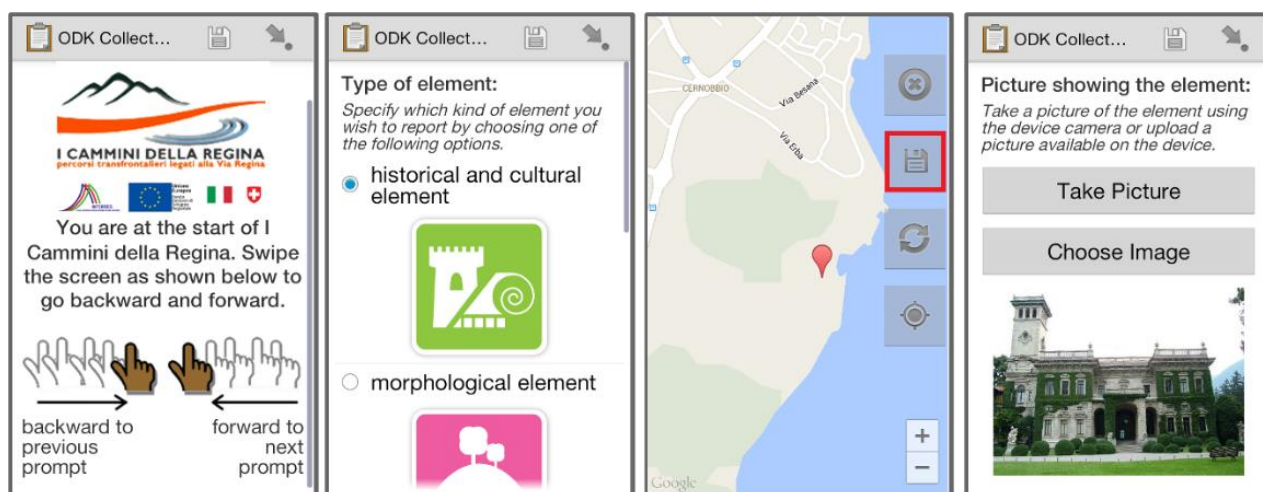 ODK Collect...
I CAMMINI DELLA REGINA
percorsi transfrontalieri legati alla Via Regina
You are at the start of I
Cammini della Regina. Swipe
the screen as shown below to
go backward and forward.
backward to
previous
prompt
forward to
next
prompt
ODK Collect...
Type of element:
Specify which kind of element you
wish to report by choosing one of
the following options.
historical and cultural
element
morphological element
CERNOBBIO
Via Besana
Via Erba
+
−
Google
ODK Collect...
Picture showing the element:
Take a picture of the element using
the device camera or upload a
picture available on the device.
Take Picture
Choose Image